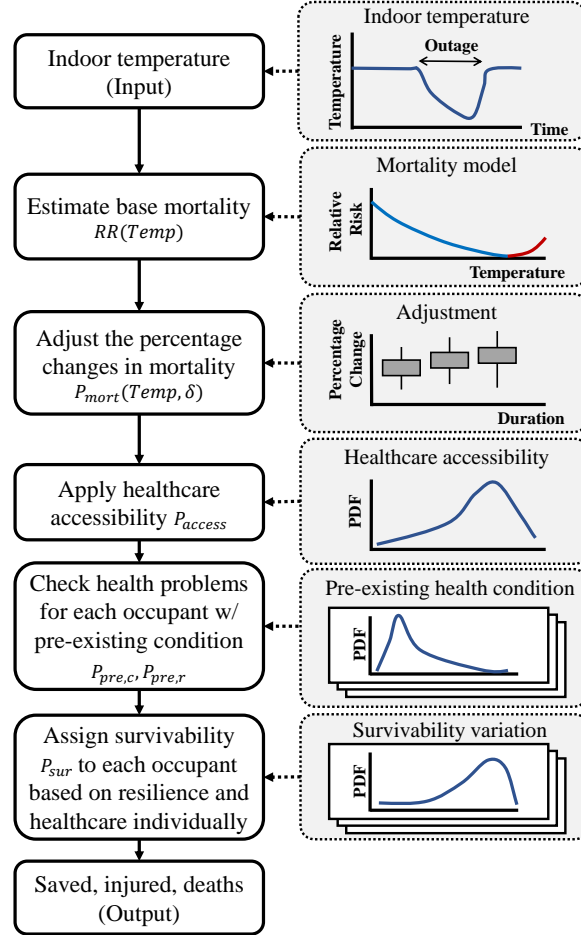 Indoor temperature
(Input)
Indoor temperature
Outage
Temperature
Time
Estimate base mortality
RR(Temp)
Mortality model
Relative
Risk
Temperature
Adjust the percentage
changes in mortality
P_mort(Temp, δ)
Adjustment
Percentage
Change
Duration
Apply healthcare
accessibility P_access
Healthcare accessibility
PDF
Check health problems
for each occupant w/
pre-existing condition
P_pre,c, P_pre,r
Pre-existing health condition
PDF
Assign survivability
P_sur to each occupant
based on resilience and
healthcare individually
Survivability variation
PDF
Saved, injured, deaths
(Output)